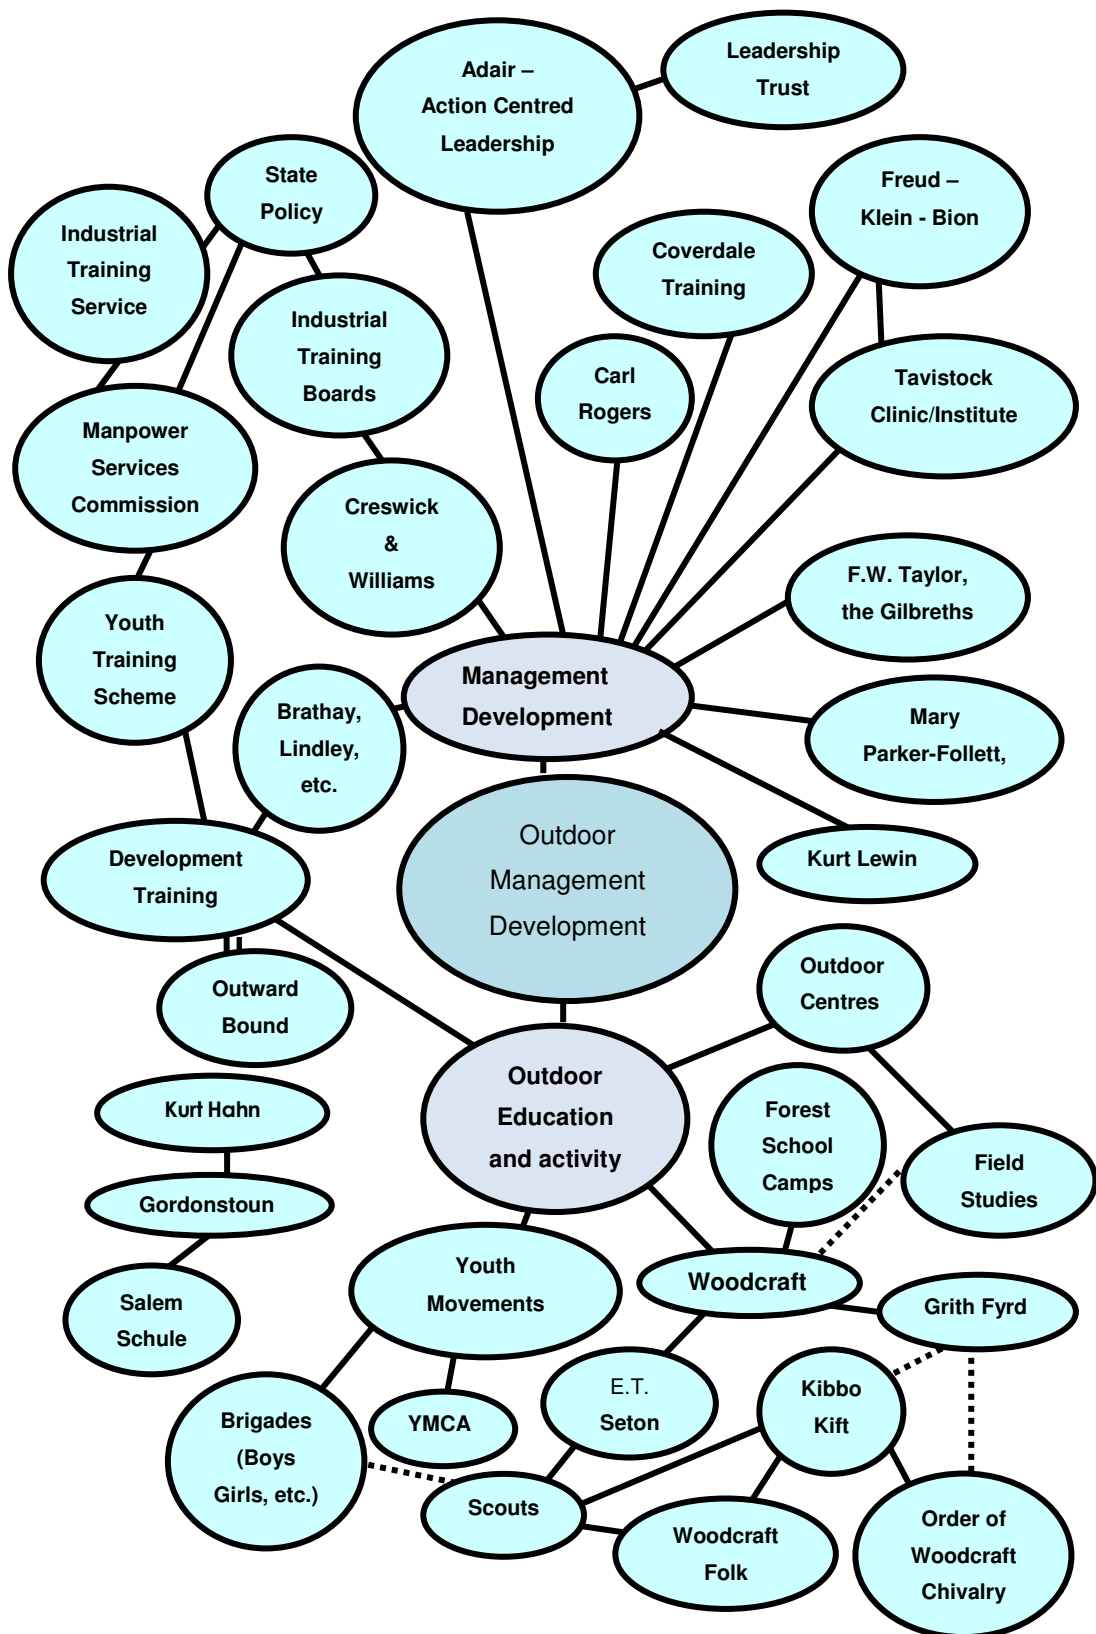 Adair –
Action Centred
Leadership
Leadership
Trust
State
Policy
Freud –
Klein - Bion
Industrial
Training
Service
Coverdale
Training
Industrial
Training
Boards
Carl
Rogers
Tavistock
Clinic/Institute
Manpower
Services
Commission
Creswick
&
Williams
F.W. Taylor,
the Gilbreths
Youth
Training
Scheme
Management
Development
Brathay,
Lindley,
etc.
Mary
Parker-Follett,
Outdoor
Management
Development
Kurt Lewin
Development
Training
Outdoor
Centres
Outward
Bound
Outdoor
Education
and activity
Kurt Hahn
Forest
School
Camps
Field
Studies
Gordonstoun
Youth
Movements
Woodcraft
Salem
Schule
Grith Fyrd
E.T.
Seton
Kibbo
Kift
Brigades
(Boys
Girls, etc.)
YMCA
Scouts
Woodcraft
Folk
Order of
Woodcraft
Chivalry